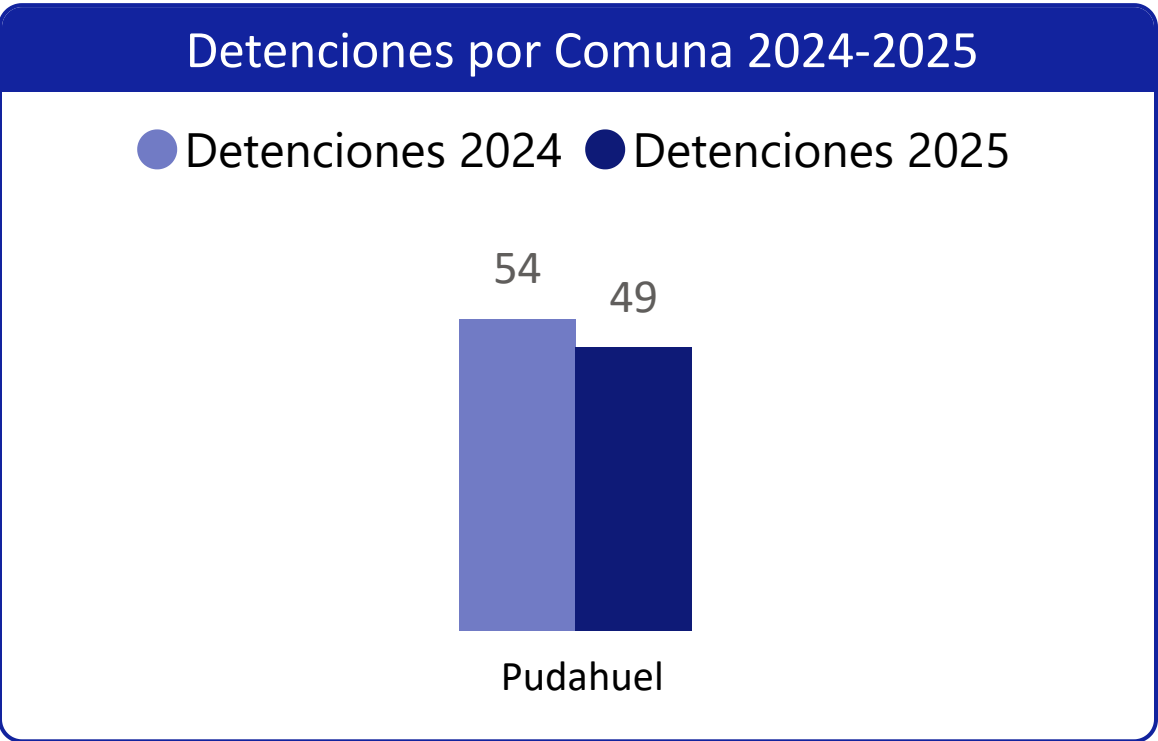 Detenciones por Comuna 2024-2025
Detenciones 2024 Detenciones 2025
54
49
Pudahuel